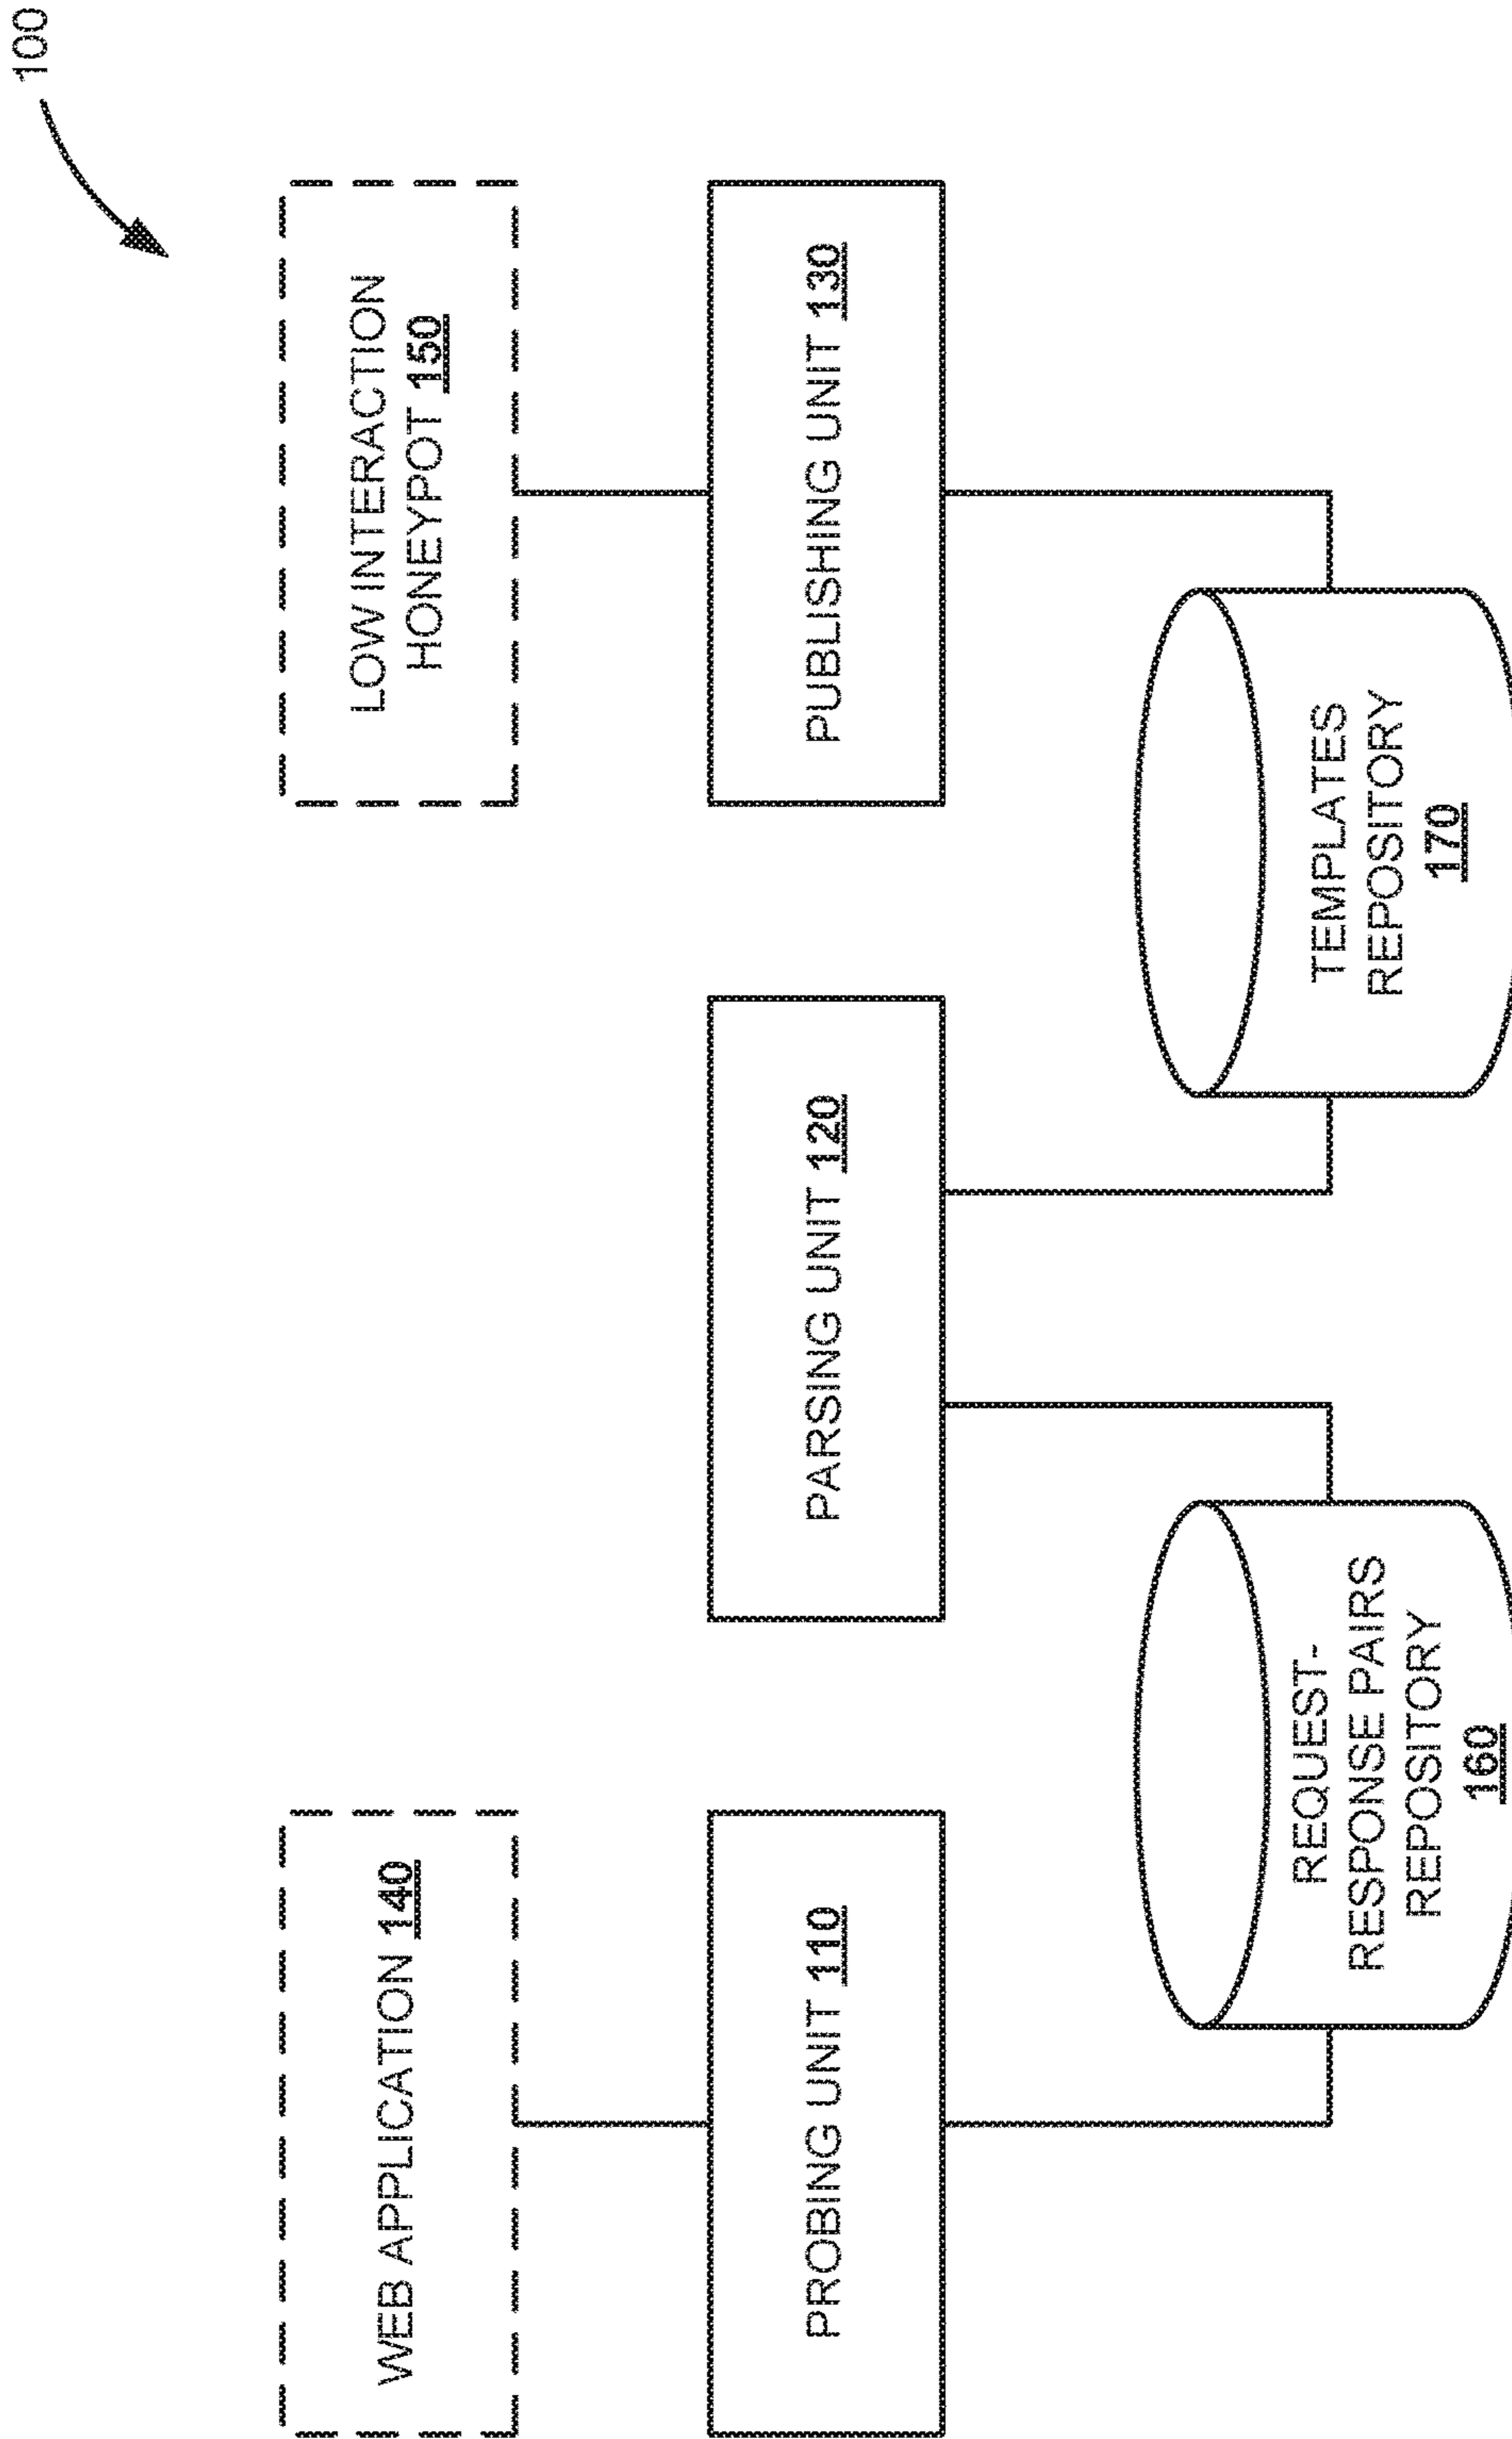 100
WEB APPLICATION 140
LOW INTERACTION
HONEYPOT 150
PROBING UNIT 110
PARSING UNIT 120
PUBLISHING UNIT 130
REQUEST-
RESPONSE PAIRS
REPOSITORY
160
TEMPLATES
REPOSITORY
170